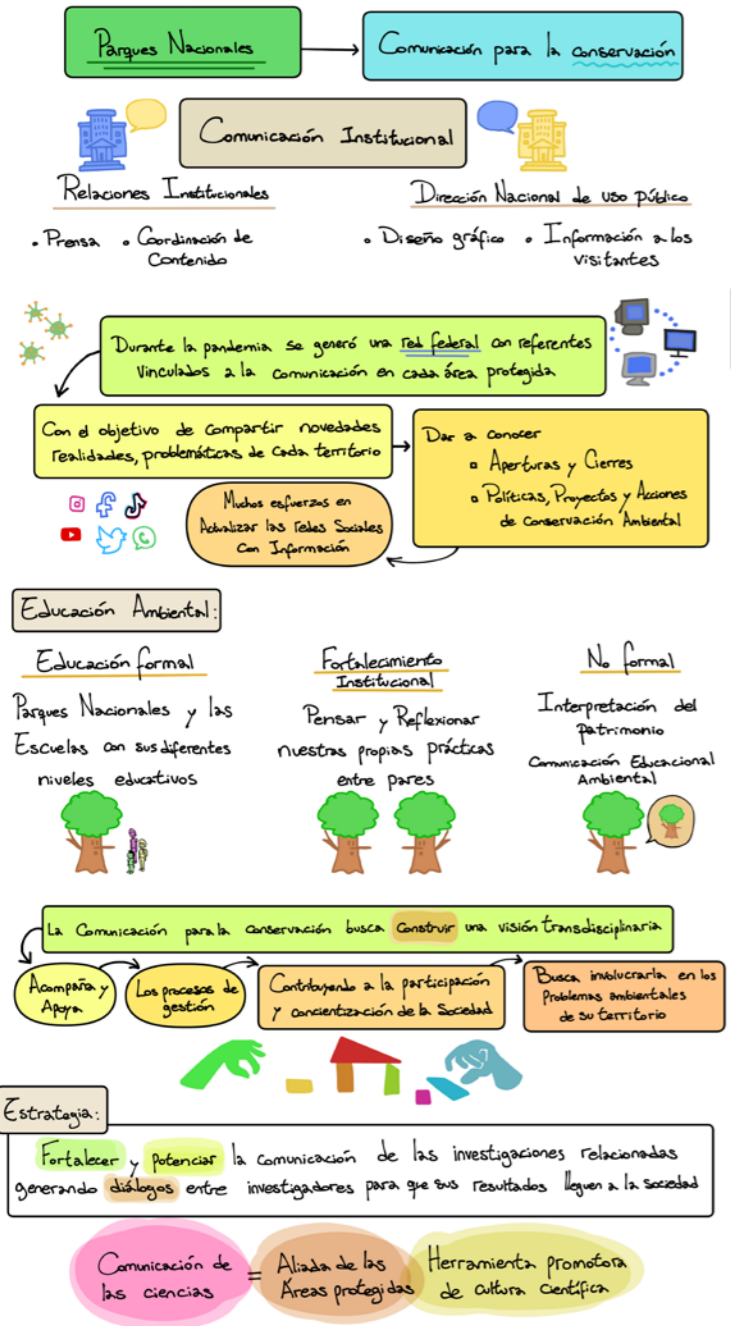 Parques Nacionales
Comunicación para la conservación
Comunicación Institucional
Relaciones Institucionales
• Prensa • Coordinación de
Contenido
Dirección Nacional de uso público
• Diseño gráfico • Información a los
visitantes
Durante la pandemia se generó una red federal con referentes
vinculados a la comunicación en cada área protegida
Con el objetivo de compartir novedades
realidades, problemáticas de cada territorio
Dar a conocer
▫ Aperturas y Cierres
▫ Políticas, Proyectos y Acciones
de Conservación Ambiental
Muchos esfuerzos en
Actualizar las redes Sociales
Con Información
Educación Ambiental:
Educación formal
Parques Nacionales y las
Escuelas con sus diferentes
niveles educativos
Fortalecimiento
Institucional
Pensar y Reflexionar
nuestras propias prácticas
entre pares
No formal
Interpretación del
patrimonio
Comunicación Educacional
Ambiental
La Comunicación para la conservación busca Construir una visión transdisciplinaria
Acompaña y
Apoya
Los procesos de
gestión
Contribuyendo a la participación
y concientización de la Sociedad
Busca involucrarla en los
Problemas ambientales
de su territorio
Estrategia:
Fortalecer y potenciar la comunicación de las investigaciones relacionadas
generando diálogos entre investigadores para que sus resultados lleguen a la sociedad
Comunicación de
las ciencias
=
Aliada de las
Áreas protegidas
Herramienta promotora
de cultura científica